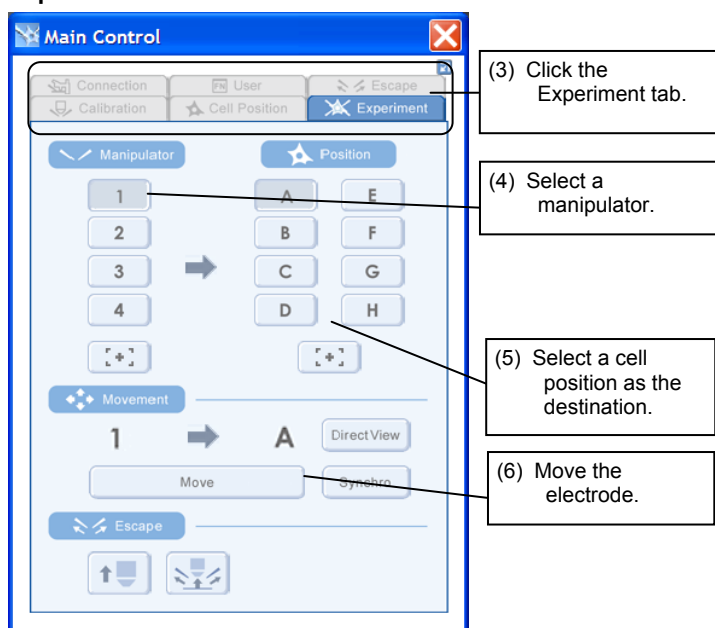 Main Control
Connection
User
Escape
Calibration
Cell Position
Experiment
Manipulator
Position
1
A
E
2
B
F
3
C
G
4
D
H
[+]
[+]
Movement
1
A
Direct View
Move
Synchro
Escape
(3) Click the
Experiment tab.
(4) Select a
manipulator.
(5) Select a cell
position as the
destination.
(6) Move the
electrode.